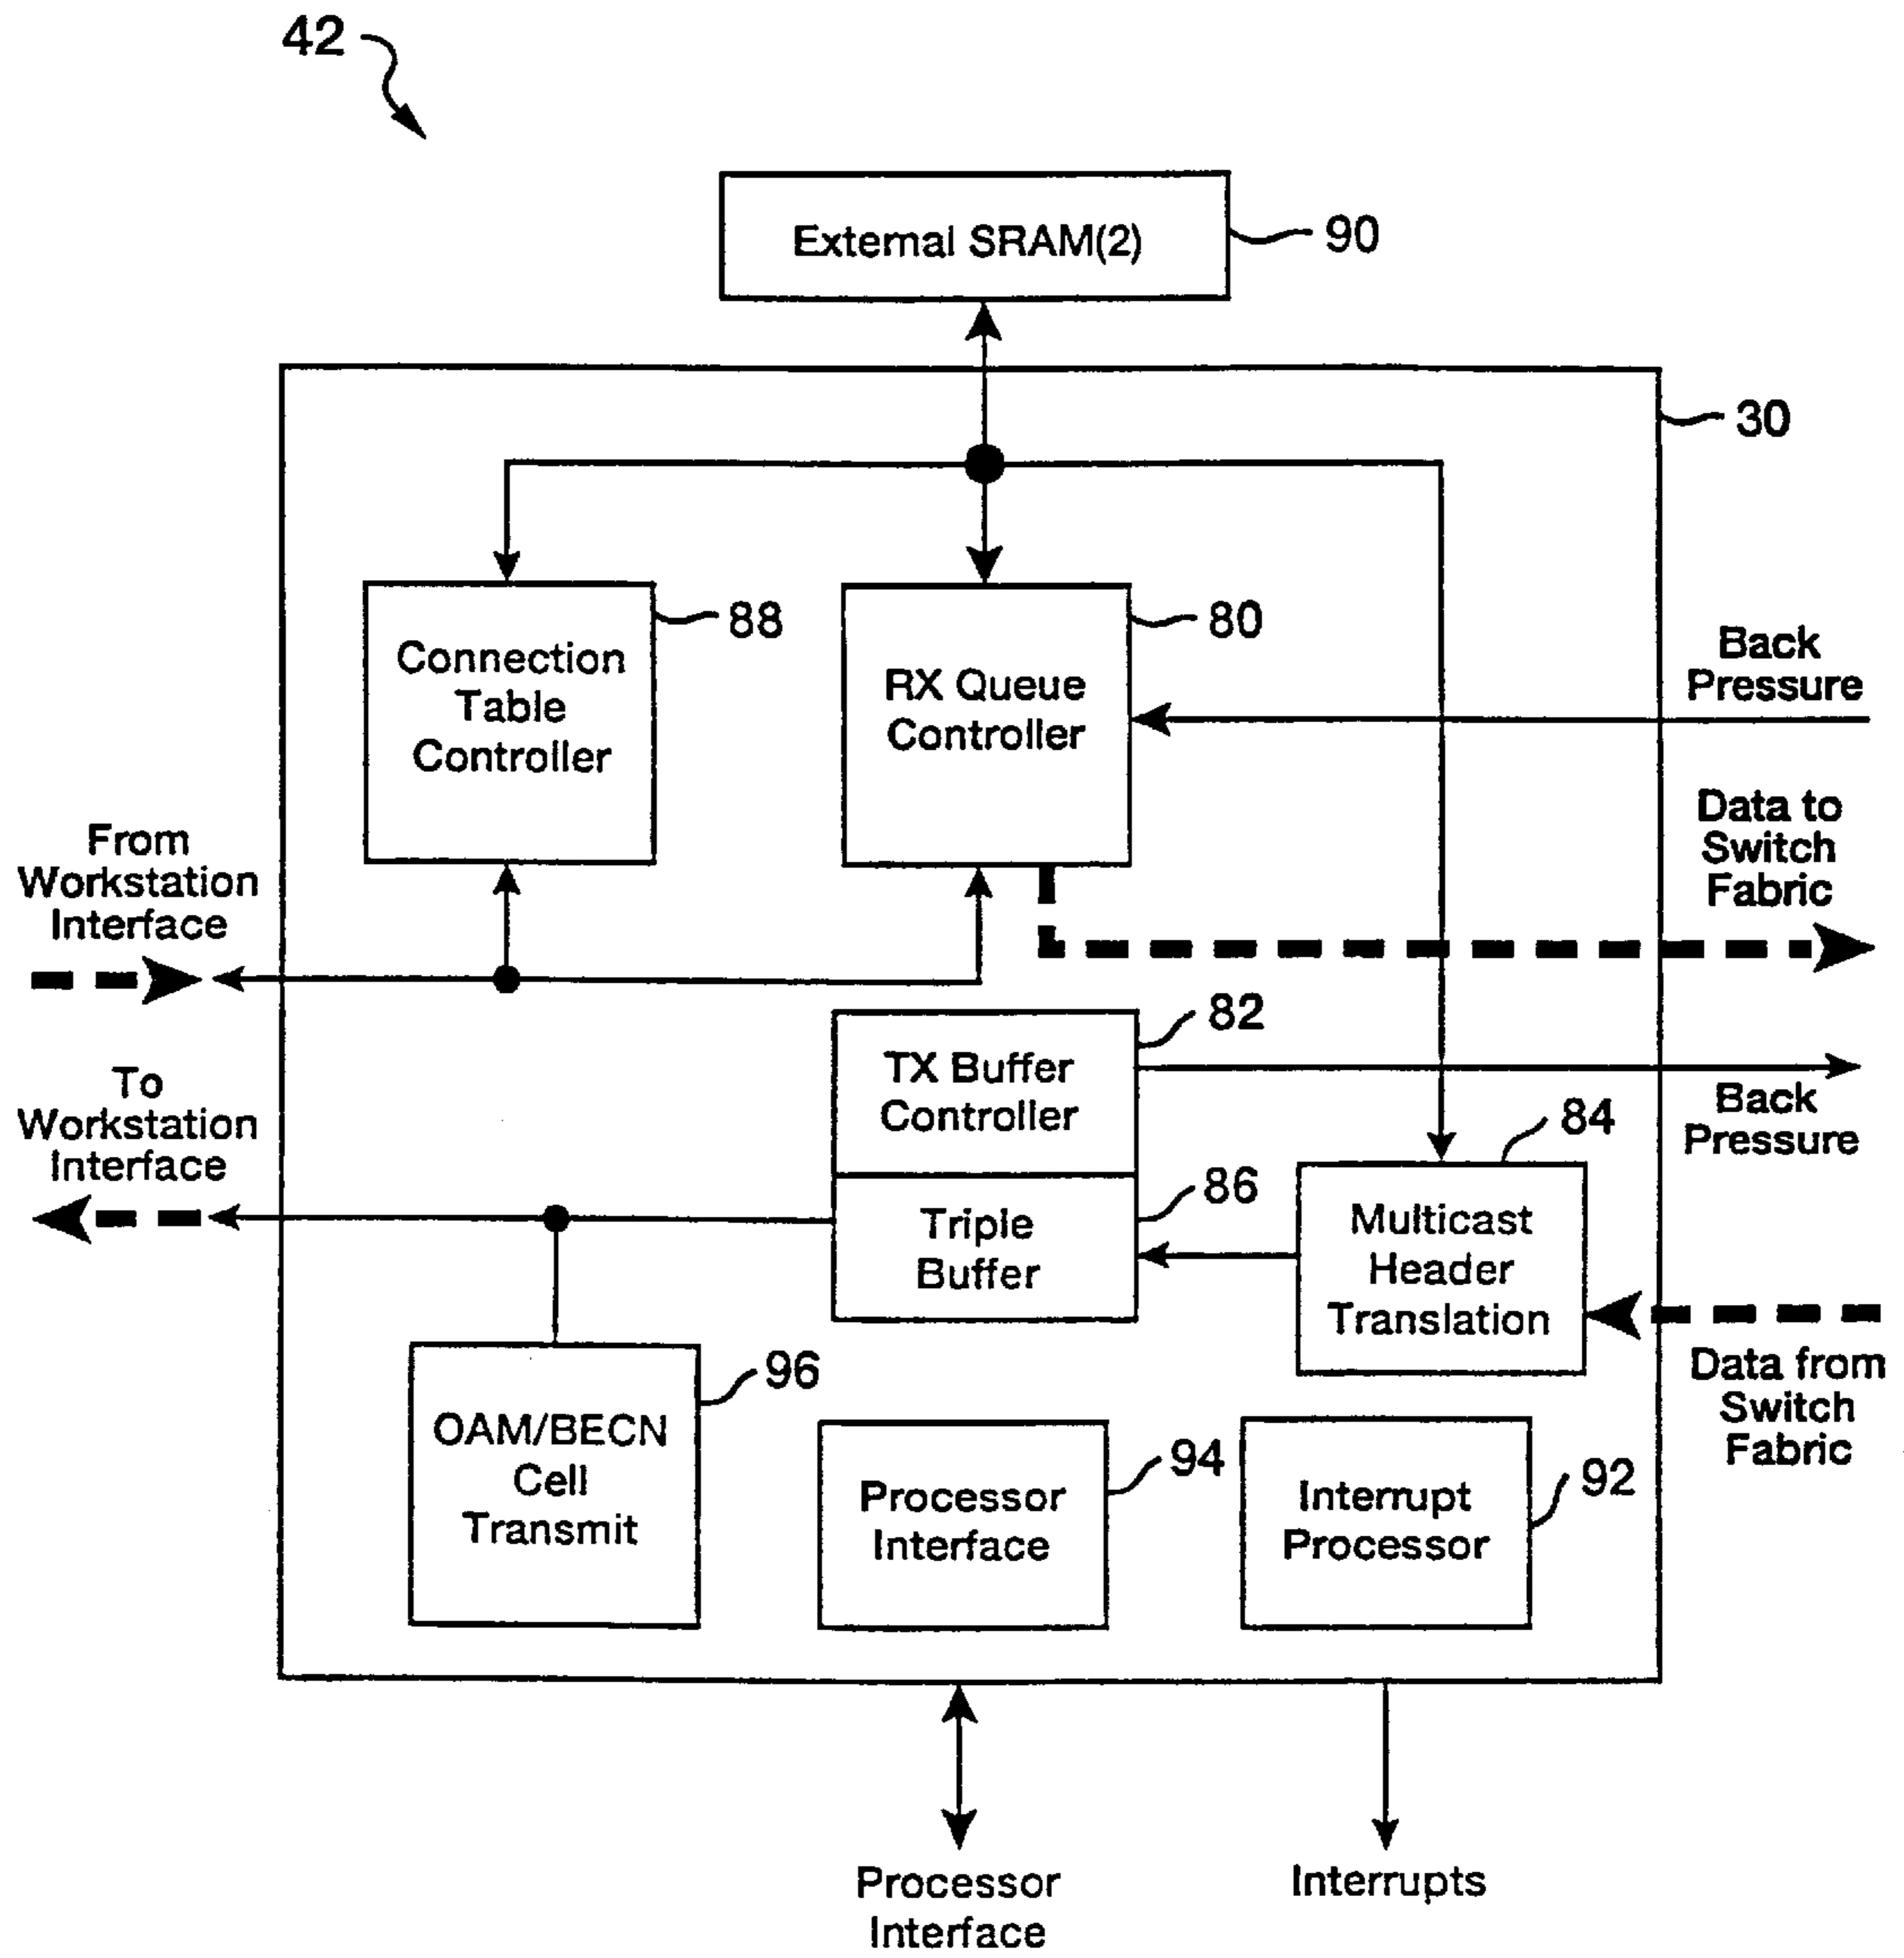 42
External SRAM(2)
90
30
88
80
Connection
Table
Controller
RX Queue
Controller
Back
Pressure
Data to
Switch
Fabric
From
Workstation
Interface
82
TX Buffer
Controller
To
Workstation
Interface
Back
Pressure
84
86
Triple
Buffer
Multicast
Header
Translation
Data from
Switch
Fabric
96
OAM/BECN
Cell
Transmit
94
Processor
Interface
92
Interrupt
Processor
Processor
Interface
Interrupts